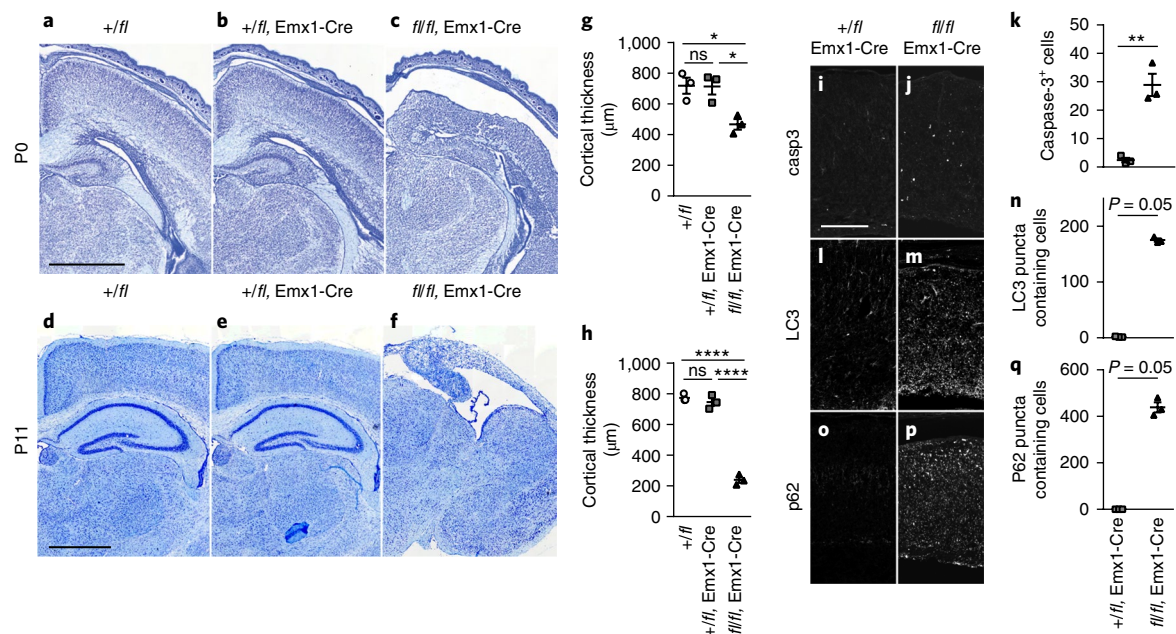 a
+/fl
b
+/fl, Emx1-Cre
c
fl/fl, Emx1-Cre
P0
+/fl
+/fl, Emx1-Cre
fl/fl, Emx1-Cre
d
e
f
P11
g
Cortical thickness
(μm)
1,000
800
600
400
200
0
*
ns
*
+/fl
+/fl, Emx1-Cre
fl/fl, Emx1-Cre
h
Cortical thickness
(μm)
1,000
800
600
400
200
0
****
ns
****
+/fl
+/fl, Emx1-Cre
fl/fl, Emx1-Cre
+/fl
Emx1-Cre
fl/fl
Emx1-Cre
casp3
i
j
LC3
l
m
p62
o
p
k
Caspase-3+ cells
50
40
30
20
10
0
**
n
LC3 puncta
containing cells
200
100
0
P = 0.05
q
P62 puncta
containing cells
600
400
200
0
P = 0.05
+/fl, Emx1-Cre
fl/fl, Emx1-Cre